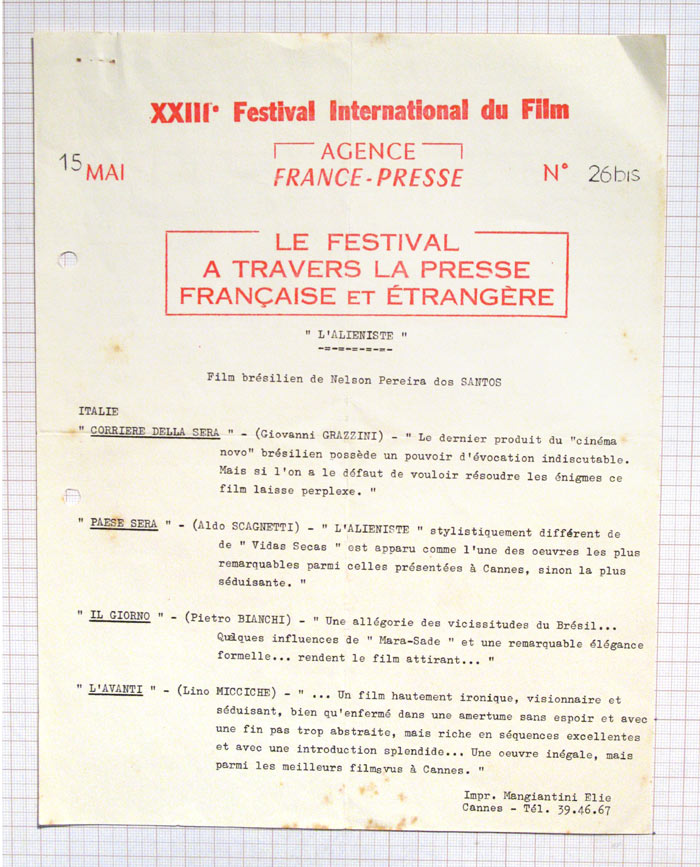 XXIIIe Festival International du Film
AGENCE
FRANCE-PRESSE
15 MAI
N° 26bis
LE FESTIVAL
A TRAVERS LA PRESSE
FRANÇAISE ET ÉTRANGÈRE
" L'ALIENISTE "
-=-=-=-=-=-
Film brésilien de Nelson Pereira dos SANTOS
ITALIE
" CORRIERE DELLA SERA " - (Giovanni GRAZZINI) - " Le dernier produit du "cinéma
novo" brésilien possède un pouvoir d'évocation indiscutable.
Mais si l'on a le défaut de vouloir résoudre les énigmes ce
film laisse perplexe. "
" PAESE SERA " - (Aldo SCAGNETTI) - " L'ALIENISTE " stylistiquement différent de
de " Vidas Secas " est apparu comme l'une des oeuvres les plus
remarquables parmi celles présentées à Cannes, sinon la plus
séduisante. "
" IL GIORNO " - (Pietro BIANCHI) - " Une allégorie des vicissitudes du Brésil...
Quelques influences de " Mara-Sade " et une remarquable élégance
formelle... rendent le film attirant... "
" L'AVANTI " - (Lino MICCICHE) - " ... Un film hautement ironique, visionnaire et
séduisant, bien qu'enfermé dans une amertume sans espoir et avec
une fin pas trop abstraite, mais riche en séquences excellentes
et avec une introduction splendide... Une oeuvre inégale, mais
parmi les meilleurs filmsvus à Cannes. "
Impr. Mangiantini Elie
Cannes - Tél. 39.46.67